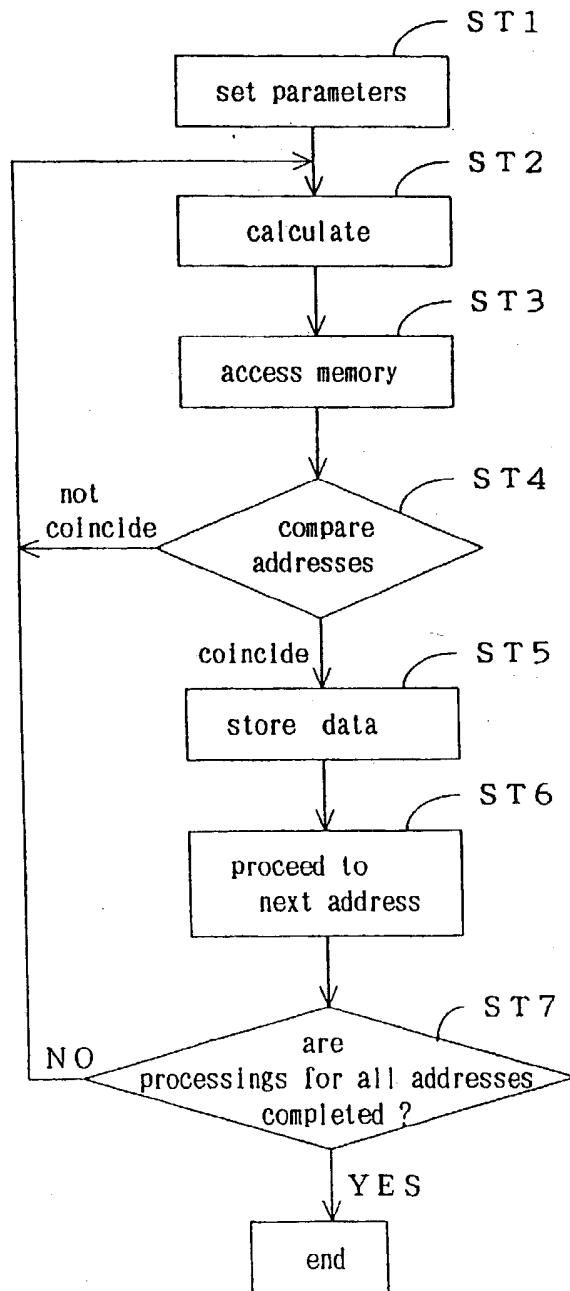 ST1
set parameters
ST2
calculate
ST3
access memory
ST4
not
coincide
compare
addresses
coincide
ST5
store data
ST6
proceed to
next address
ST7
NO
are
processings for all addresses
completed ?
YES
end